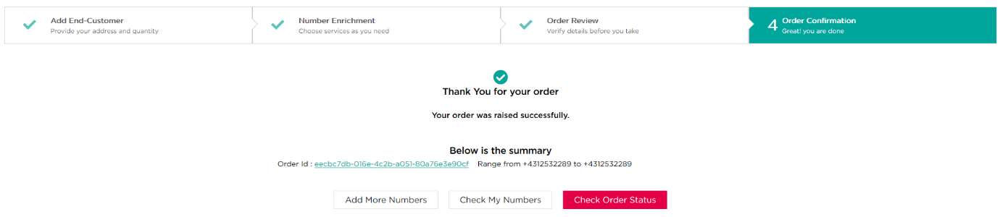 Add End-Customer
Provide your address and quantity
Number Enrichment
Choose services as you need
Order Review
Verify details before you take
4
Order Confirmation
Great! you are done
Thank You for your order
Your order was raised successfully.
Below is the summary
Order Id : eecbc7db-016e-4c2b-a051-80a76e3e90cf Range from +4312532289 to +4312532289
Add More Numbers
Check My Numbers
Check Order Status